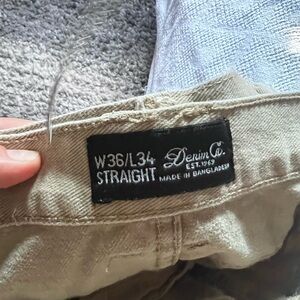 W36/L34
STRAIGHT
Denim Co.
EST. 1969
MADE IN BANGLADESH